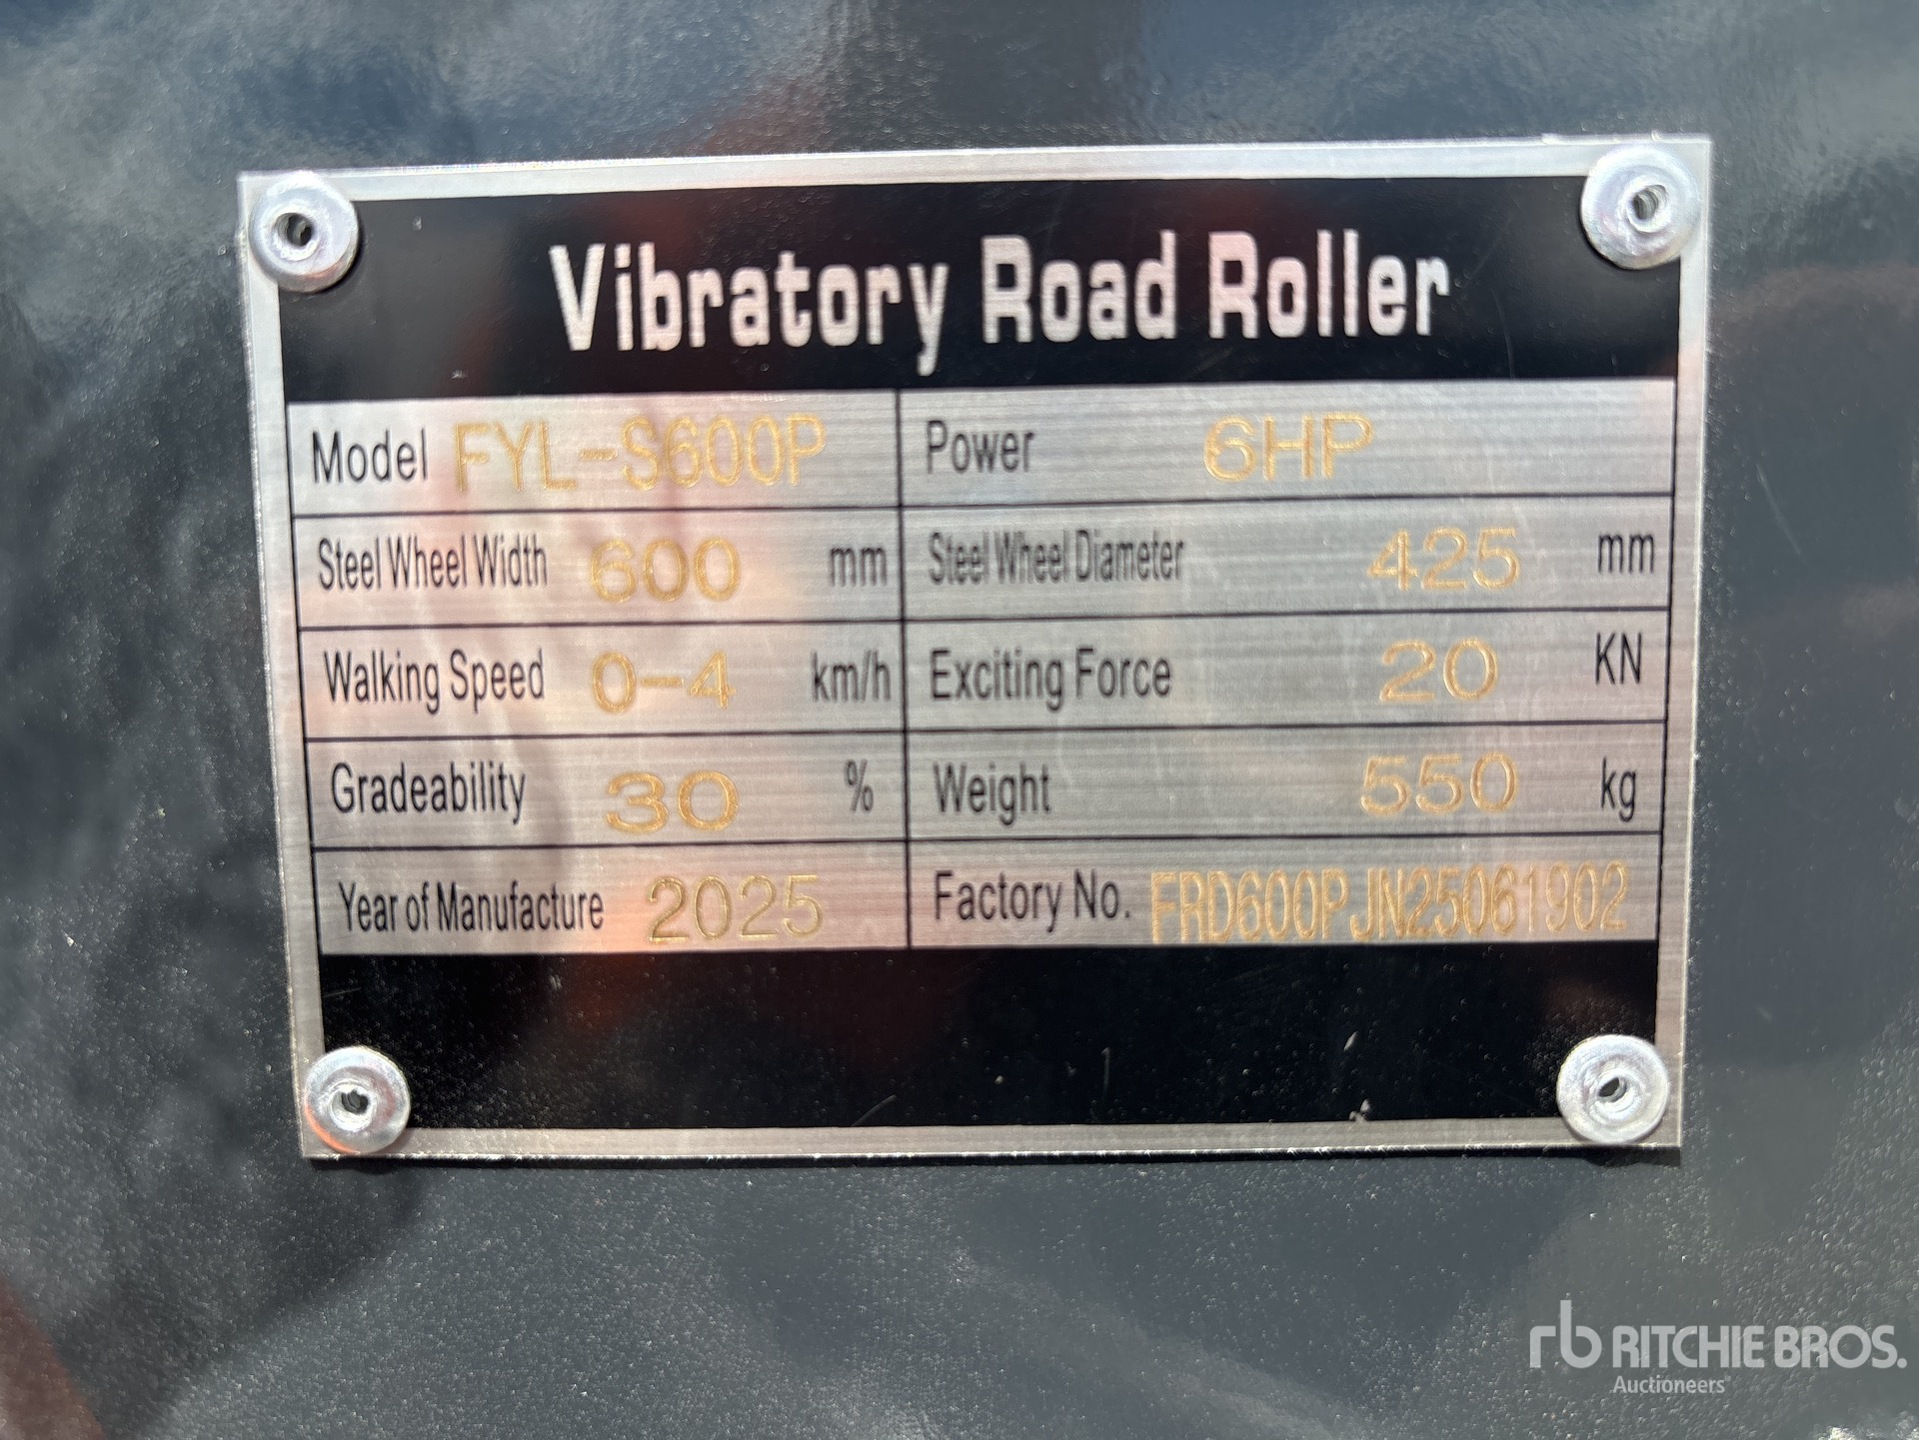 Vibratory Road Roller
Model FYL-S600P Power 6HP
Steel Wheel Width 600 mm Steel Wheel Diameter 425 mm
Walking Speed 0-4 km/h Exciting Force 20 KN
Gradeability 30 % Weight 550 kg
Year of Manufacture 2025 Factory No. FRD600PJN25061902
rb RITCHIE BROS.
Auctioneers